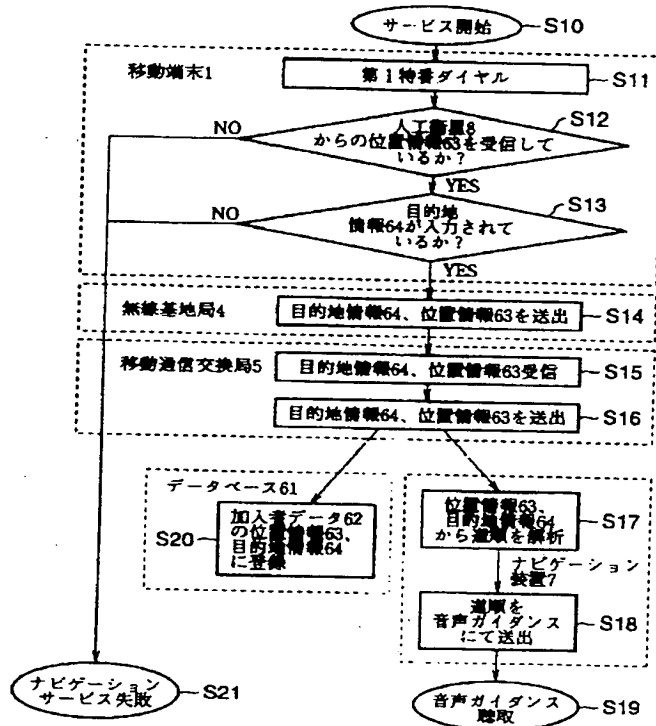 サービス開始
S10
移動端末1
第1特番ダイヤル
S11
人工衛星8
からの位置情報63を受信して
いるか？
S12
NO
YES
目的地
情報64が入力されて
いるか？
S13
NO
YES
無線基地局4
目的地情報64、位置情報63を送出
S14
移動通信交換局5
目的地情報64、位置情報63受信
S15
目的地情報64、位置情報63を送出
S16
データベース61
S20
加入者データ62
の位置情報63、
目的地情報64
に登録
位置情報63、
目的地情報64
から道順を解析
S17
ナビゲーション
装置7
道順を
音声ガイダンス
にて送出
S18
ナビゲーション
サービス失敗
S21
音声ガイダンス
聴取
S19